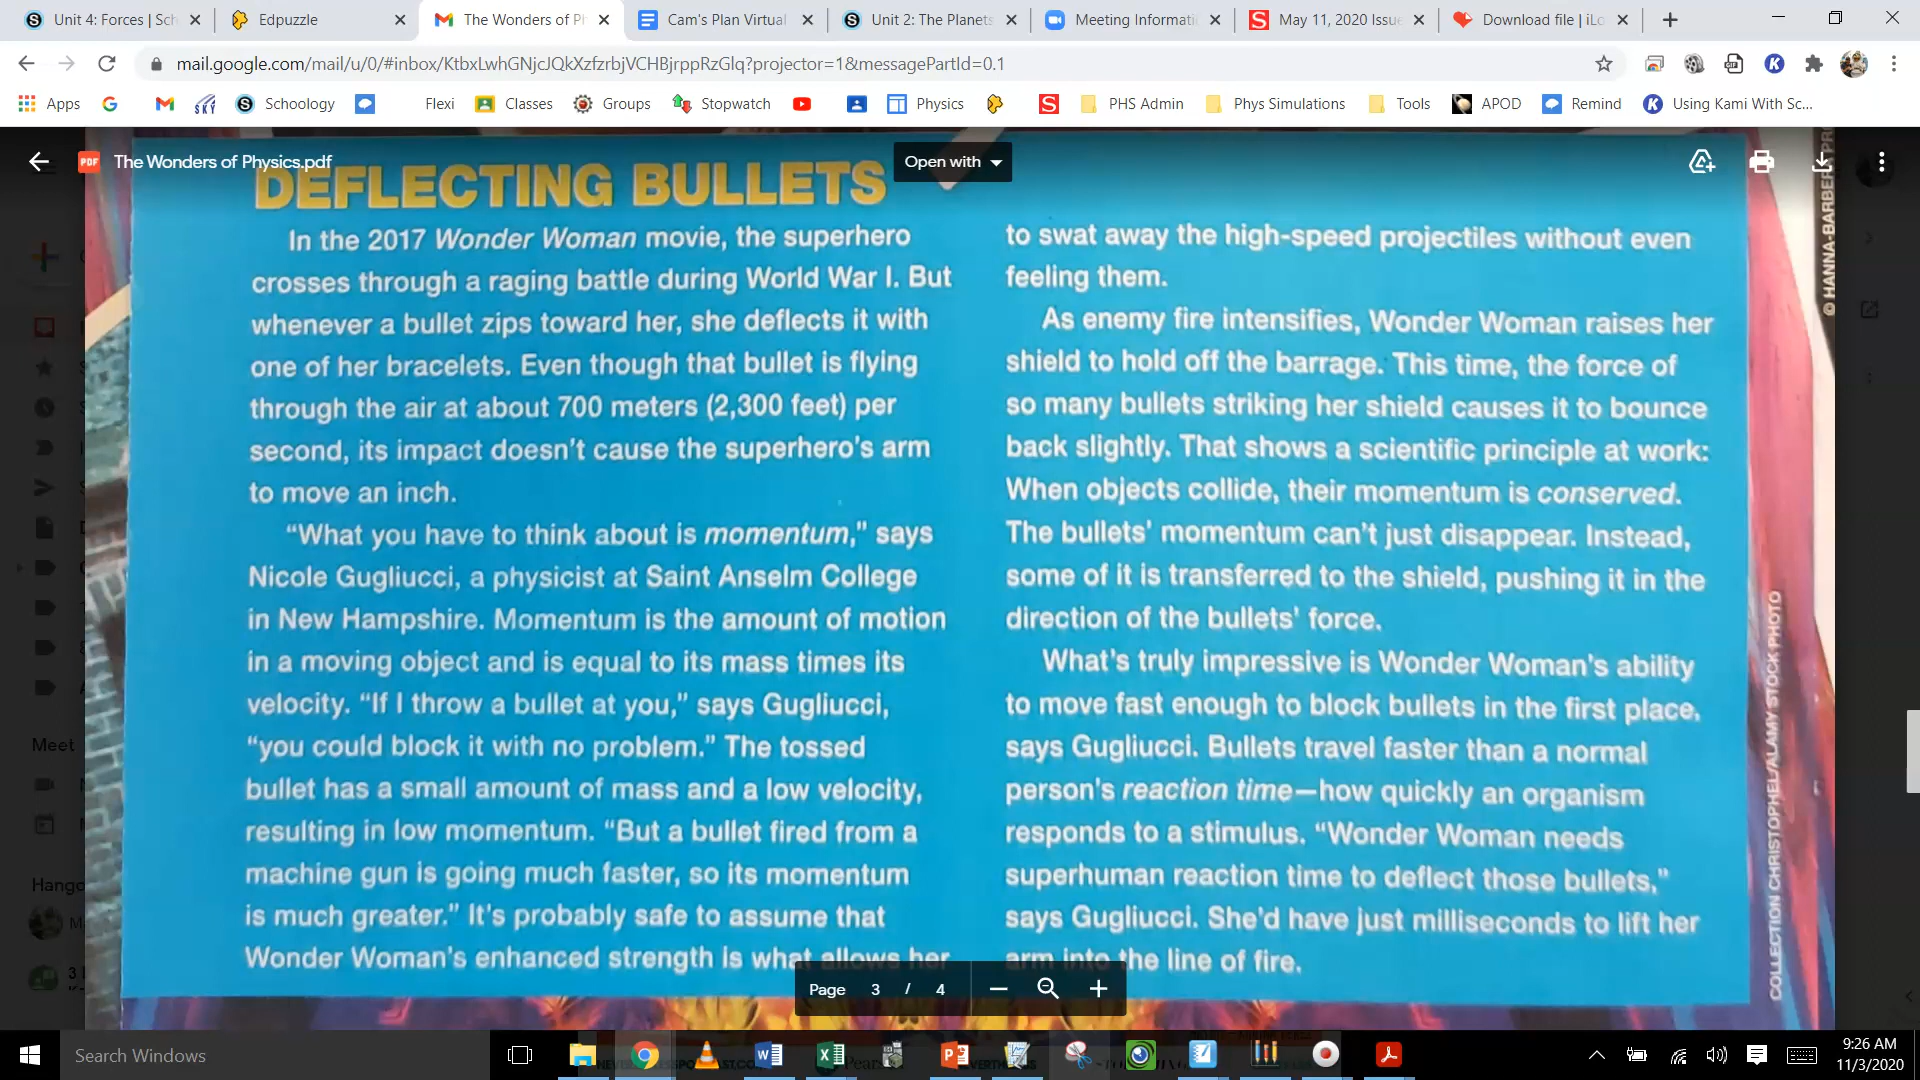 Unit 4: Forces | Sch
Edpuzzle
The Wonders of Ph
Cam's Plan Virtual
Unit 2: The Planets
Meeting Informati
May 11, 2020 Issue
Download file | iLo
mail.google.com/mail/u/0/#inbox/KtbxLwhGNjcJQkXzfzrbjVCHBjrppRzGlq?projector=1&messagePartId=0.1
Apps
Schoology
Flexi
Classes
Groups
Stopwatch
Physics
PHS Admin
Phys Simulations
Tools
APOD
Remind
Using Kami With Sc...
PDF
The Wonders of Physics.pdf
Open with
DEFLECTING BULLETS
In the 2017 Wonder Woman movie, the superhero
crosses through a raging battle during World War I. But
whenever a bullet zips toward her, she deflects it with
one of her bracelets. Even though that bullet is flying
through the air at about 700 meters (2,300 feet) per
second, its impact doesn't cause the superhero's arm
to move an inch.
"What you have to think about is momentum," says
Nicole Gugliucci, a physicist at Saint Anselm College
in New Hampshire. Momentum is the amount of motion
in a moving object and is equal to its mass times its
velocity. "If I throw a bullet at you," says Gugliucci,
"you could block it with no problem." The tossed
bullet has a small amount of mass and a low velocity,
resulting in low momentum. "But a bullet fired from a
machine gun is going much faster, so its momentum
is much greater." It's probably safe to assume that
Wonder Woman's enhanced strength is what allows her
to swat away the high-speed projectiles without even
feeling them.
As enemy fire intensifies, Wonder Woman raises her
shield to hold off the barrage. This time, the force of
so many bullets striking her shield causes it to bounce
back slightly. That shows a scientific principle at work:
When objects collide, their momentum is conserved.
The bullets' momentum can't just disappear. Instead,
some of it is transferred to the shield, pushing it in the
direction of the bullets' force.
What's truly impressive is Wonder Woman's ability
to move fast enough to block bullets in the first place,
says Gugliucci. Bullets travel faster than a normal
person's reaction time—how quickly an organism
responds to a stimulus. "Wonder Woman needs
superhuman reaction time to deflect those bullets,"
says Gugliucci. She'd have just milliseconds to lift her
arm into the line of fire.
© HANNA-BARBERA
COLLECTION CHRISTOPHEL/ALAMY STOCK PHOTO
Meet
Hango
Page 3 / 4
Search Windows
9:26 AM
11/3/2020